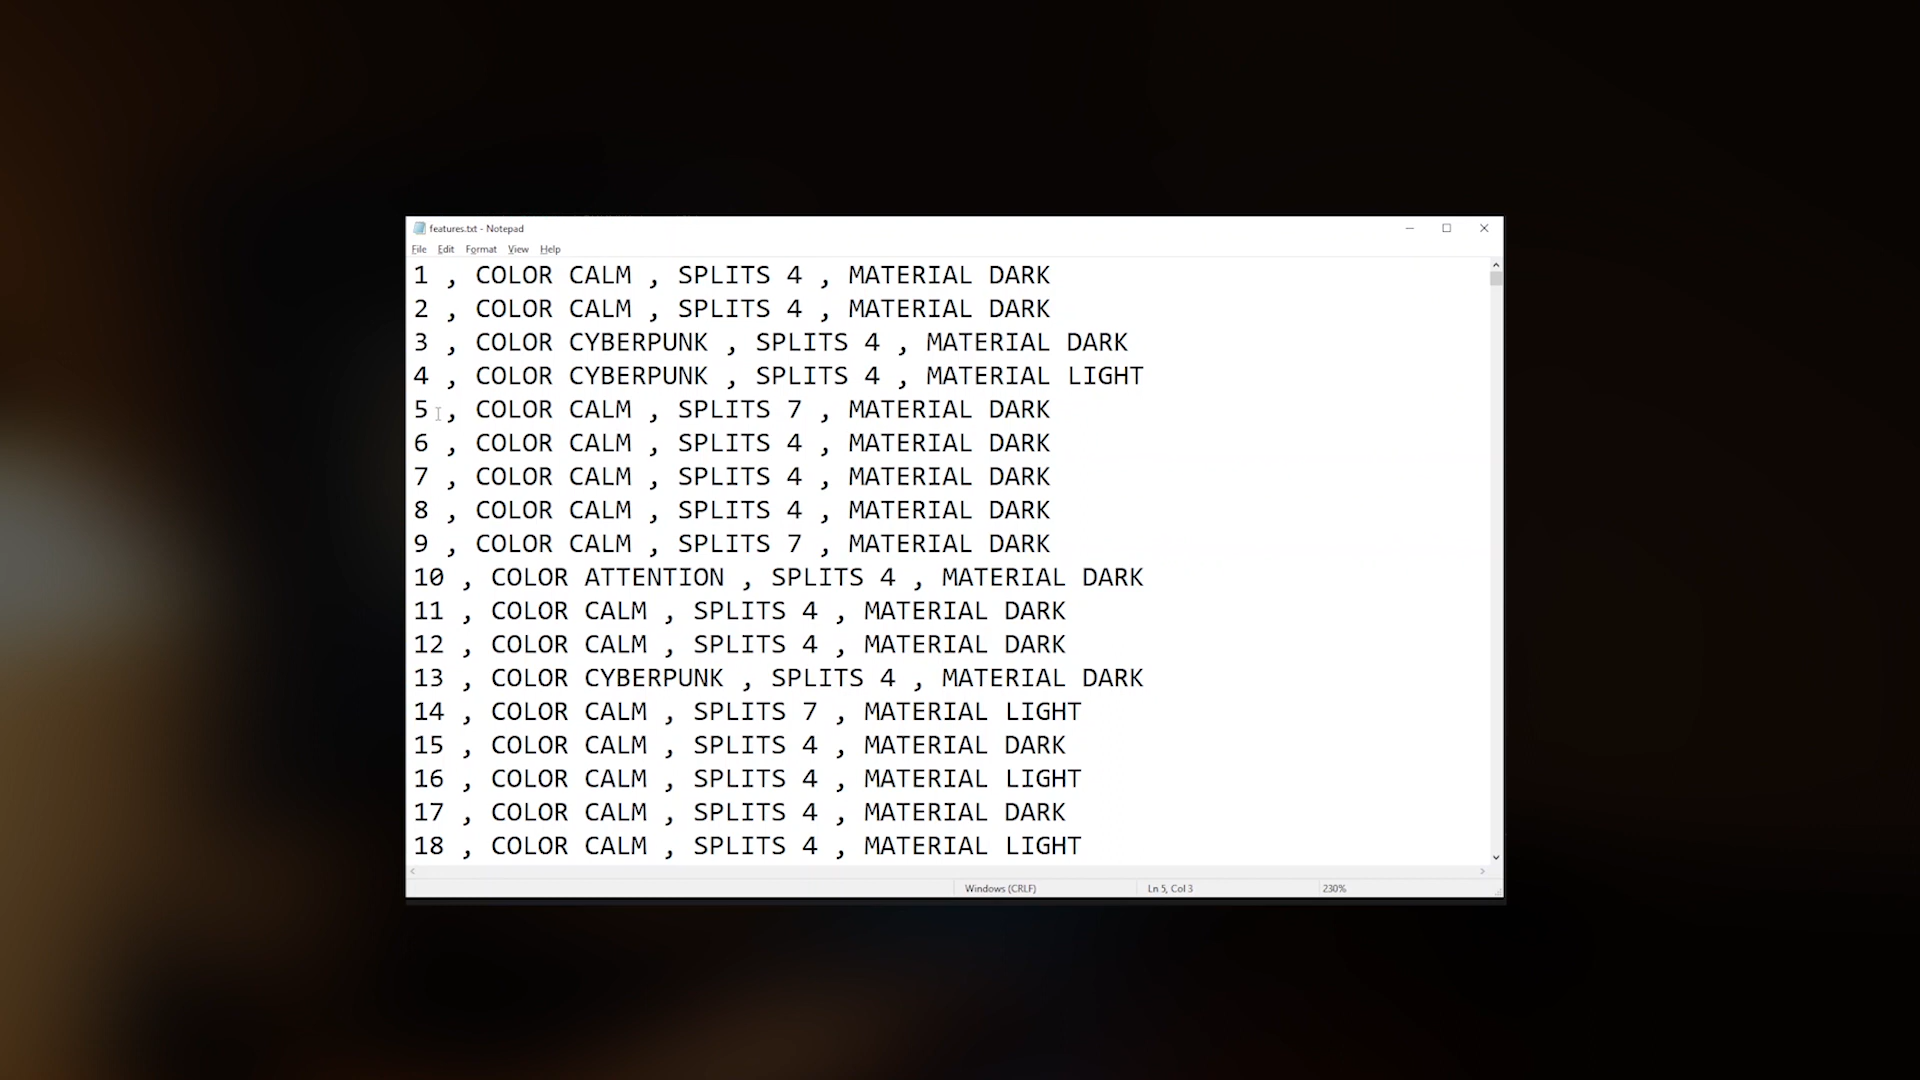 features.txt - Notepad
File Edit Format View Help
1 , COLOR CALM , SPLITS 4 , MATERIAL DARK
2 , COLOR CALM , SPLITS 4 , MATERIAL DARK
3 , COLOR CYBERPUNK , SPLITS 4 , MATERIAL DARK
4 , COLOR CYBERPUNK , SPLITS 4 , MATERIAL LIGHT
5 , COLOR CALM , SPLITS 7 , MATERIAL DARK
6 , COLOR CALM , SPLITS 4 , MATERIAL DARK
7 , COLOR CALM , SPLITS 4 , MATERIAL DARK
8 , COLOR CALM , SPLITS 4 , MATERIAL DARK
9 , COLOR CALM , SPLITS 7 , MATERIAL DARK
10 , COLOR ATTENTION , SPLITS 4 , MATERIAL DARK
11 , COLOR CALM , SPLITS 4 , MATERIAL DARK
12 , COLOR CALM , SPLITS 4 , MATERIAL DARK
13 , COLOR CYBERPUNK , SPLITS 4 , MATERIAL DARK
14 , COLOR CALM , SPLITS 7 , MATERIAL LIGHT
15 , COLOR CALM , SPLITS 4 , MATERIAL DARK
16 , COLOR CALM , SPLITS 4 , MATERIAL LIGHT
17 , COLOR CALM , SPLITS 4 , MATERIAL DARK
18 , COLOR CALM , SPLITS 4 , MATERIAL LIGHT
Windows (CRLF) Ln 5, Col 3 230%